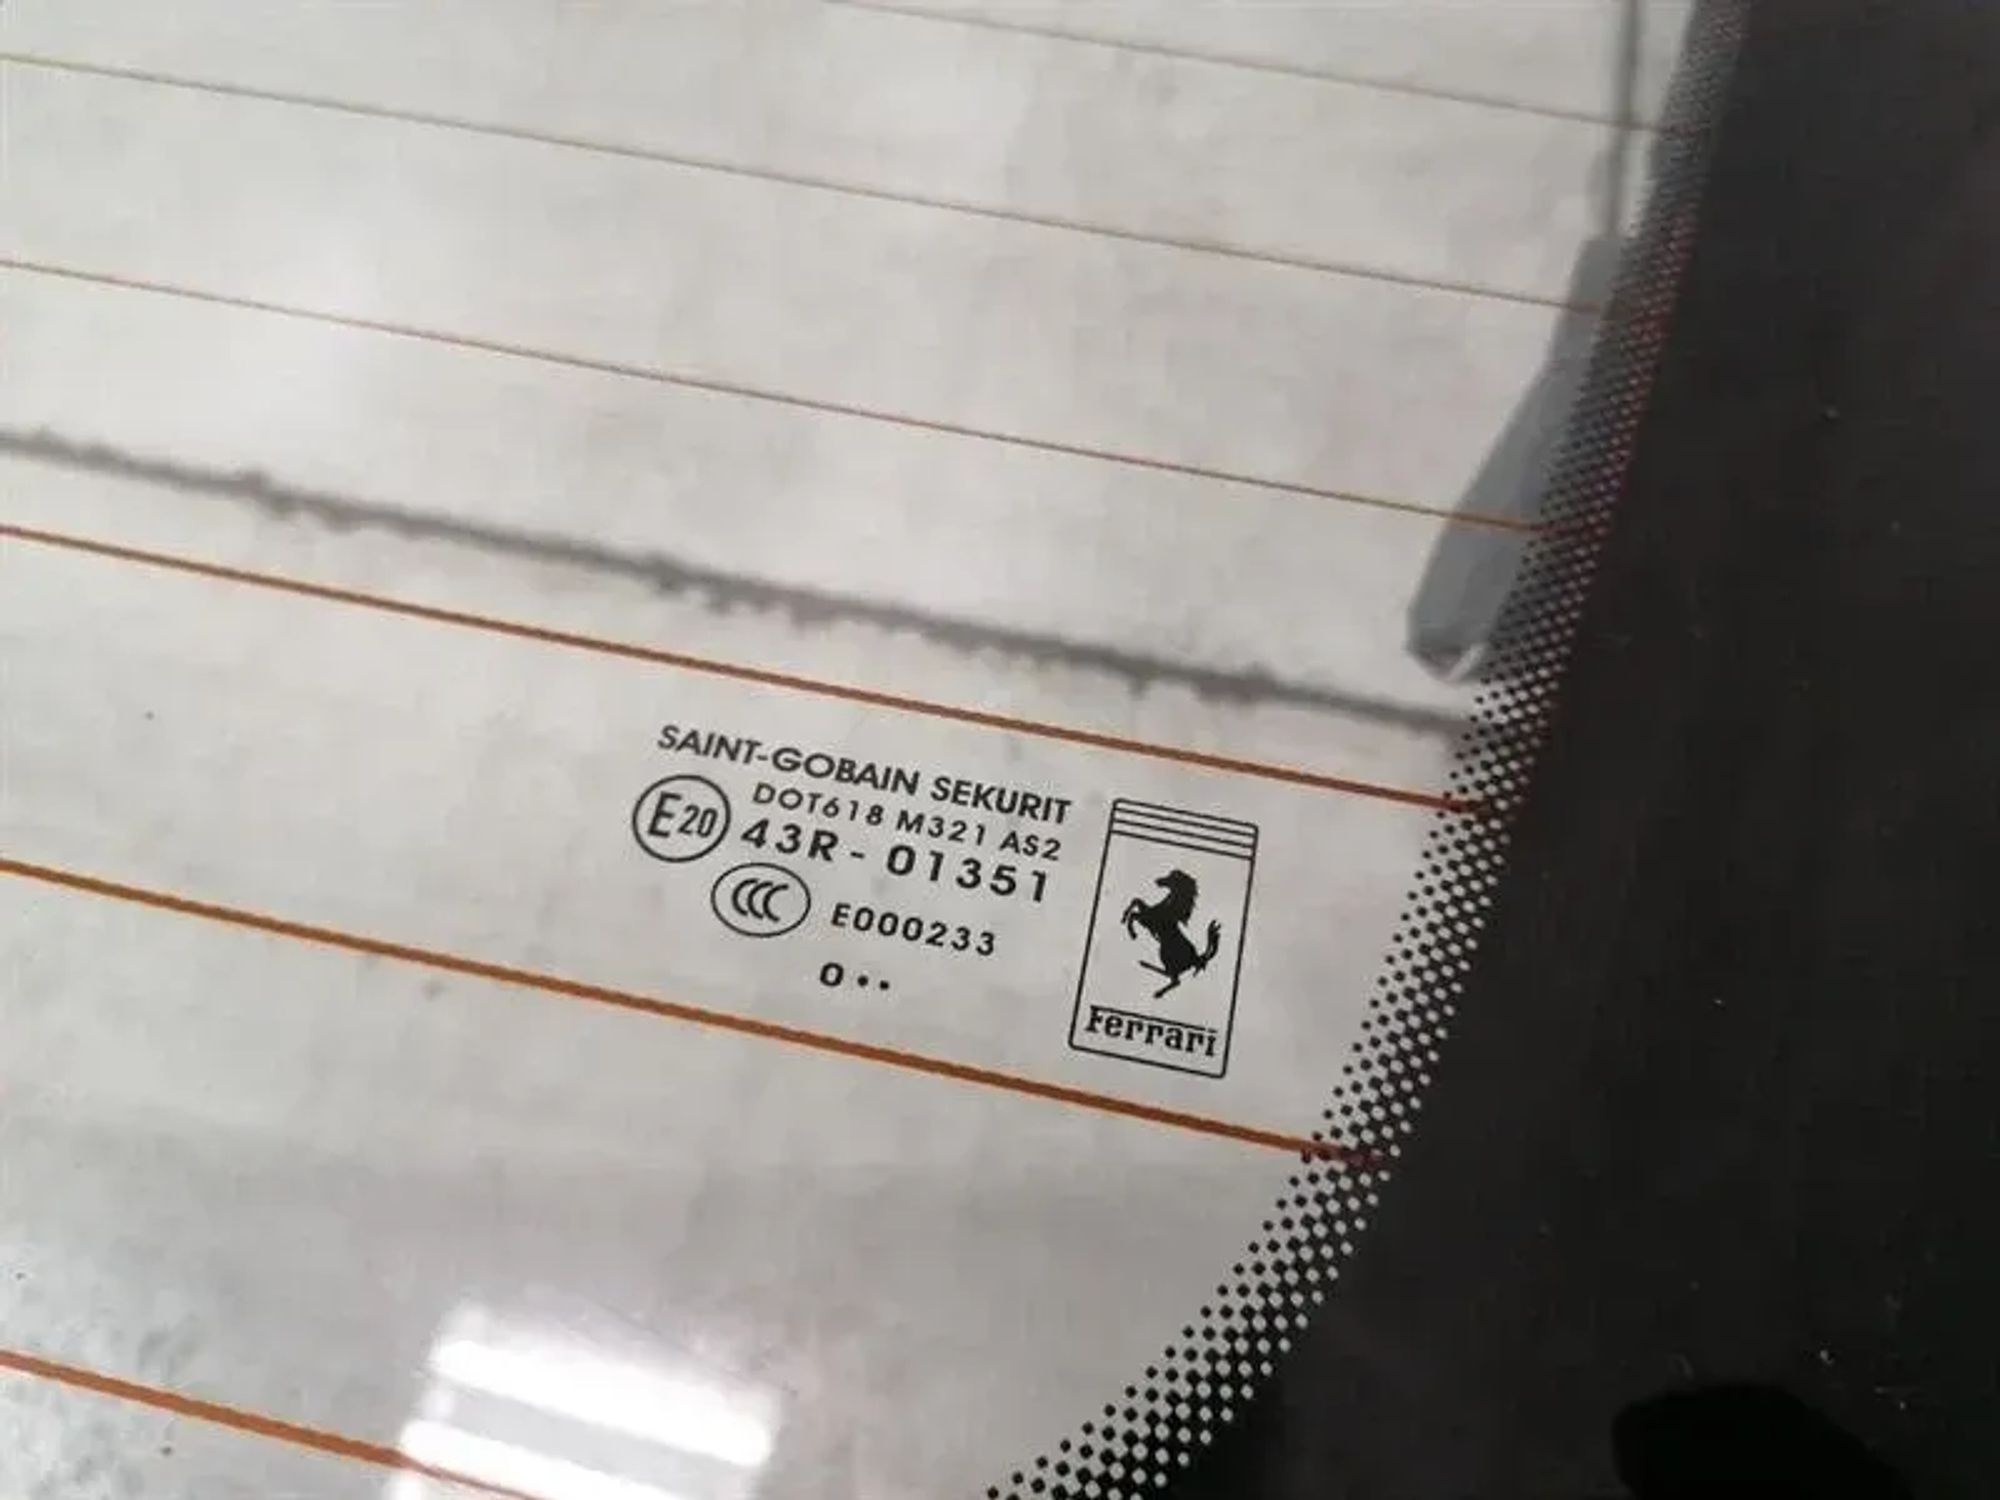 SAINT-GOBAIN SEKURIT
DOT618 M321 AS2
E20 43R - 01351
CCC E000233
0 ••
Ferrari